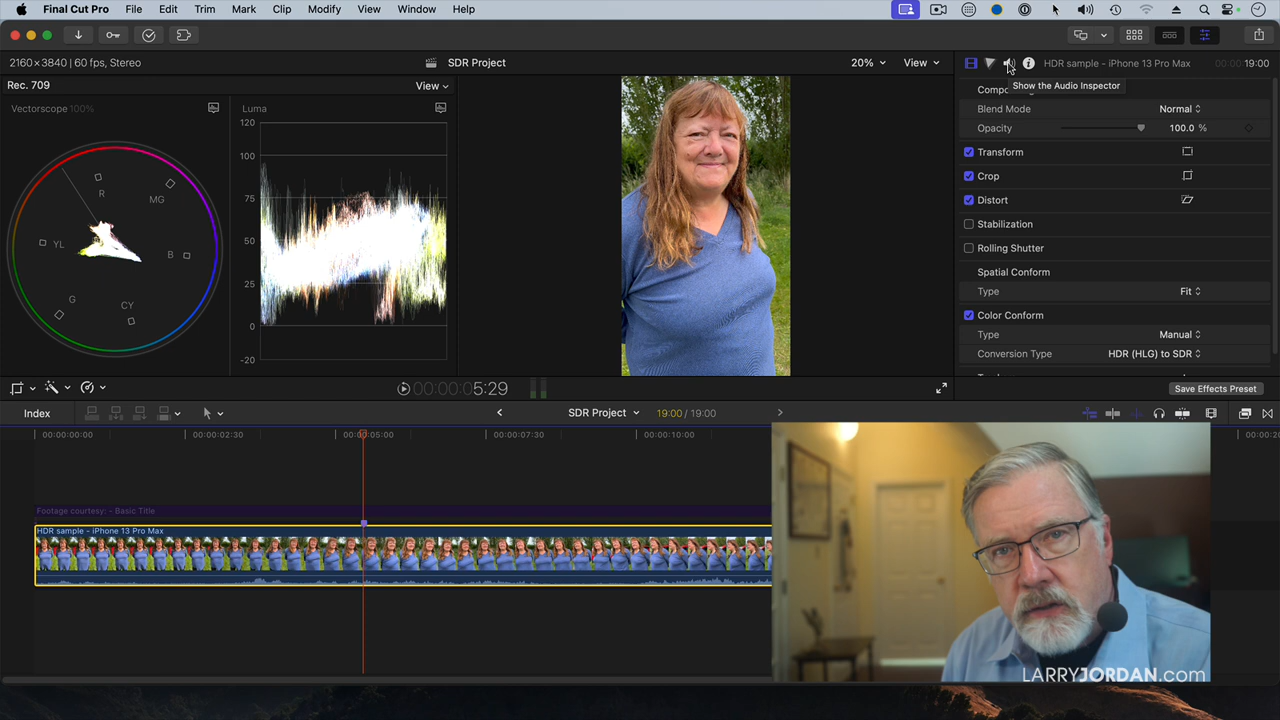 Final Cut Pro File Edit Trim Mark Clip Modify View Window Help
2160×3840 | 60 fps, Stereo SDR Project 20% View HDR sample - iPhone 13 Pro Max 00:00:19:00
Rec. 709 View Show the Audio Inspector
Vectorscope 100% Luma
Blend Mode Normal
Opacity 100.0 %
Transform
Crop
Distort
Stabilization
Rolling Shutter
Spatial Conform
Type Fit
Color Conform
Type Manual
Conversion Type HDR (HLG) to SDR
120
100
75
50
25
0
-20
R
MG
YL
B
G
CY
00:00:00:05:29 Save Effects Preset
Index SDR Project 19:00 / 19:00
00:00:00:00 00:00:02:30 00:00:05:00 00:00:07:30 00:00:10:00
Footage courtesy: - Basic Title
HDR sample - iPhone 13 Pro Max
LARRYJORDAN.com